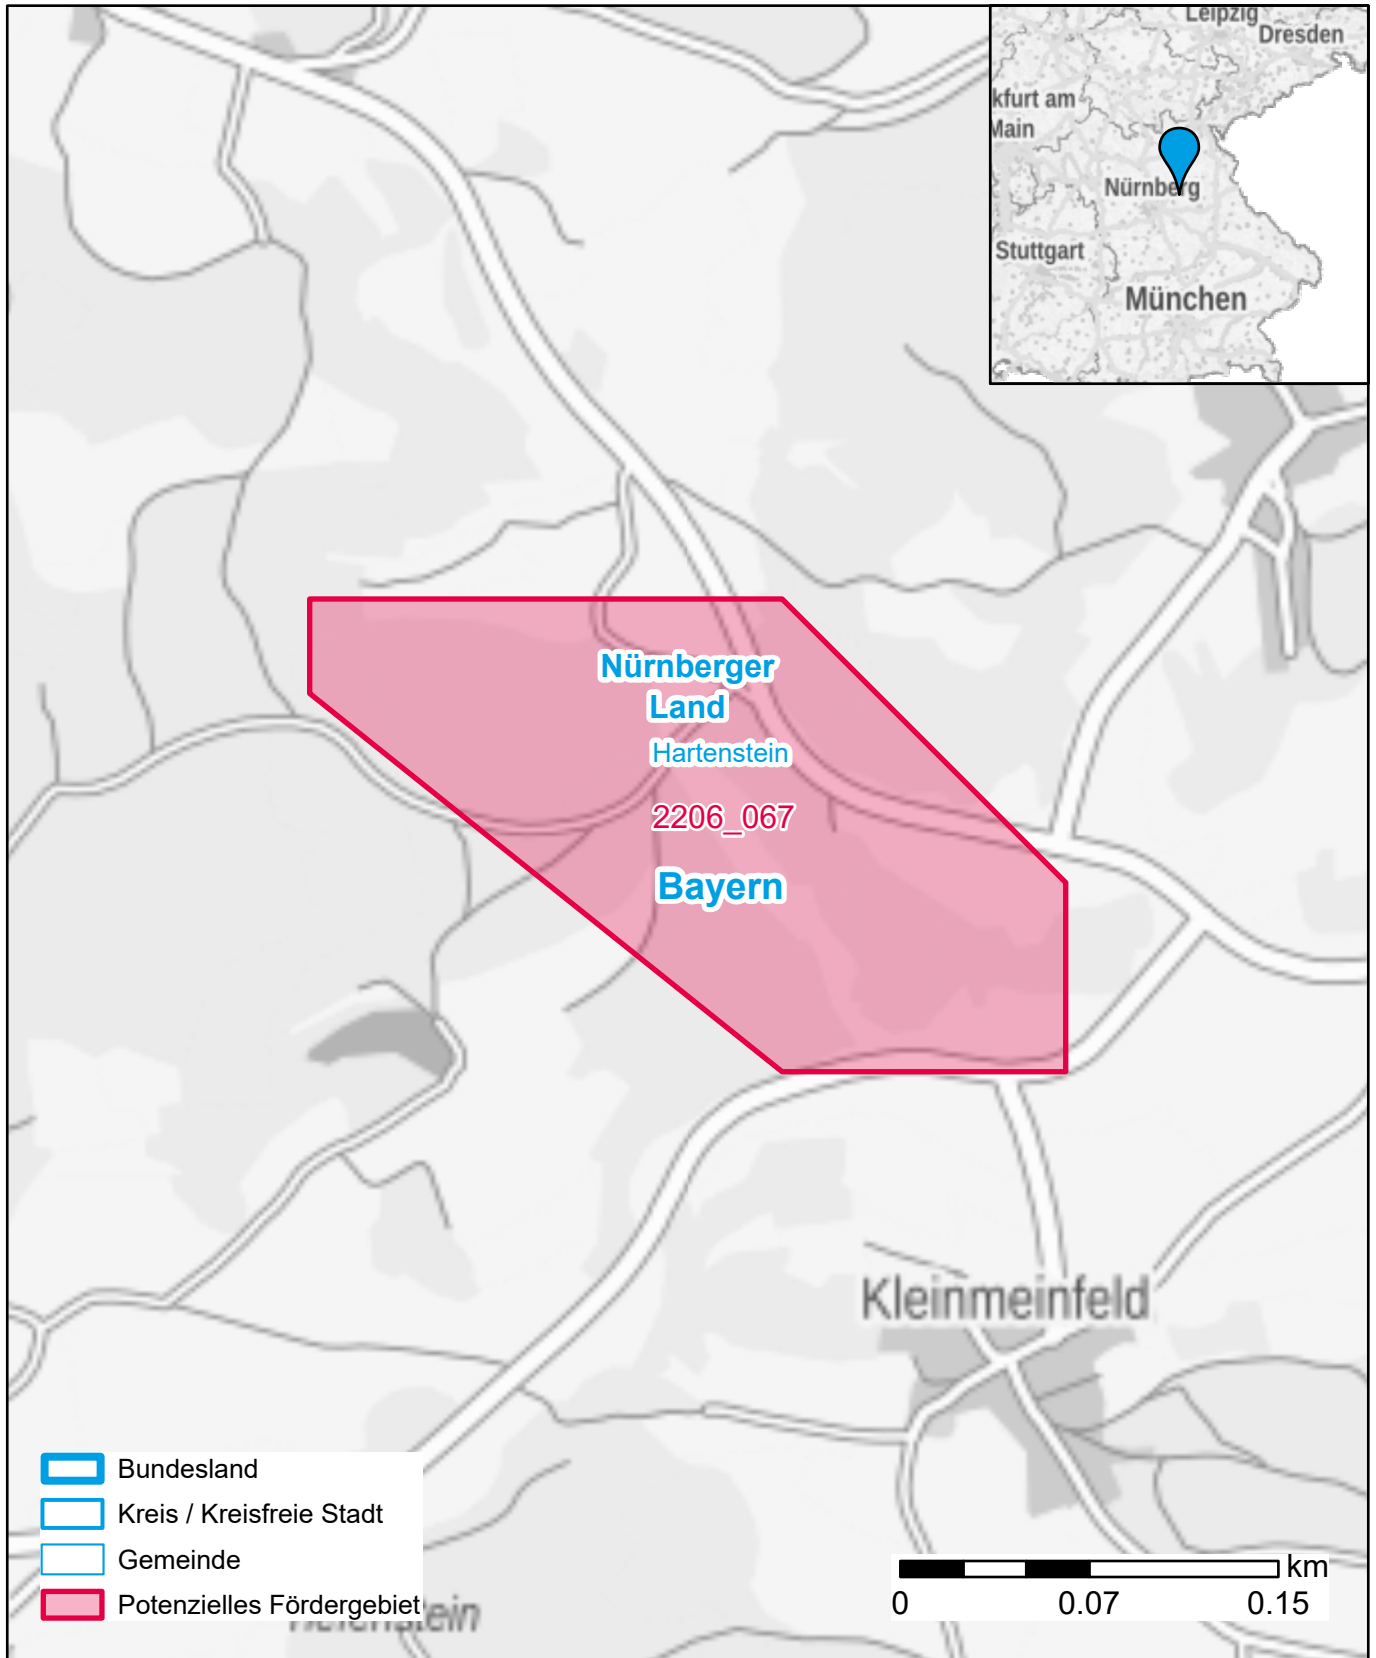 Leipzig
Dresden
kfurt am
Main
Nürnberg
Stuttgart
München
Nürnberger
Land
Hartenstein
2206_067
Bayern
Kleinmeinfeld
Bundesland
Kreis / Kreisfreie Stadt
Gemeinde
Potenzielles Fördergebiet
km
0 0.07 0.15